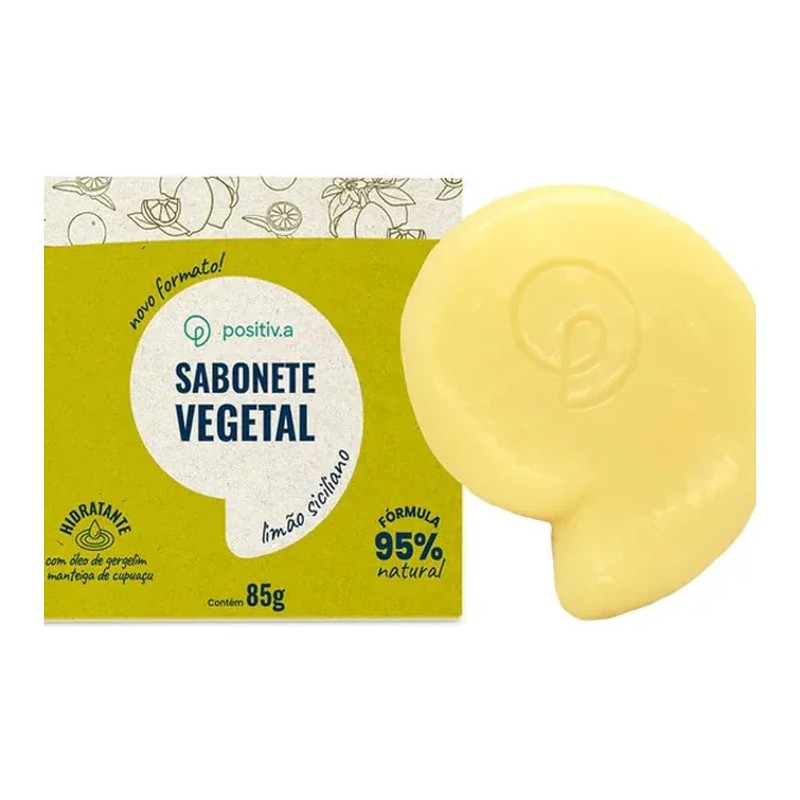 novo formato!
positiv.a
SABONETE
VEGETAL
limão siciliano
HIDRATANTE
com óleo de gergelim
manteiga de cupuaçu
FÓRMULA
95%
natural
Contém 85g